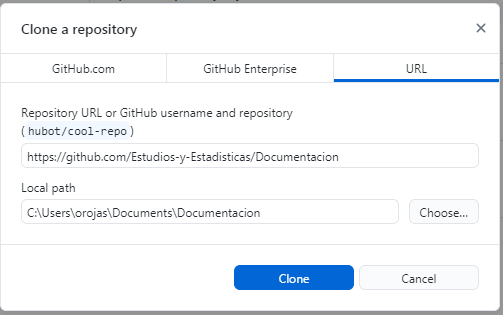 Clone a repository
GitHub.com
GitHub Enterprise
URL
Repository URL or GitHub username and repository
( hubot/cool-repo )
https://github.com/Estudios-y-Estadisticas/Documentacion
Local path
C:\Users\orojas\Documents\Documentacion
Choose...
Clone
Cancel